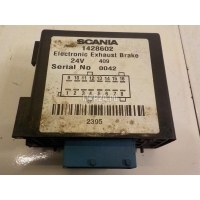 SCANIA
1428602
Electronic Exhaust Brake
24V 409
Serial No 0042
2395